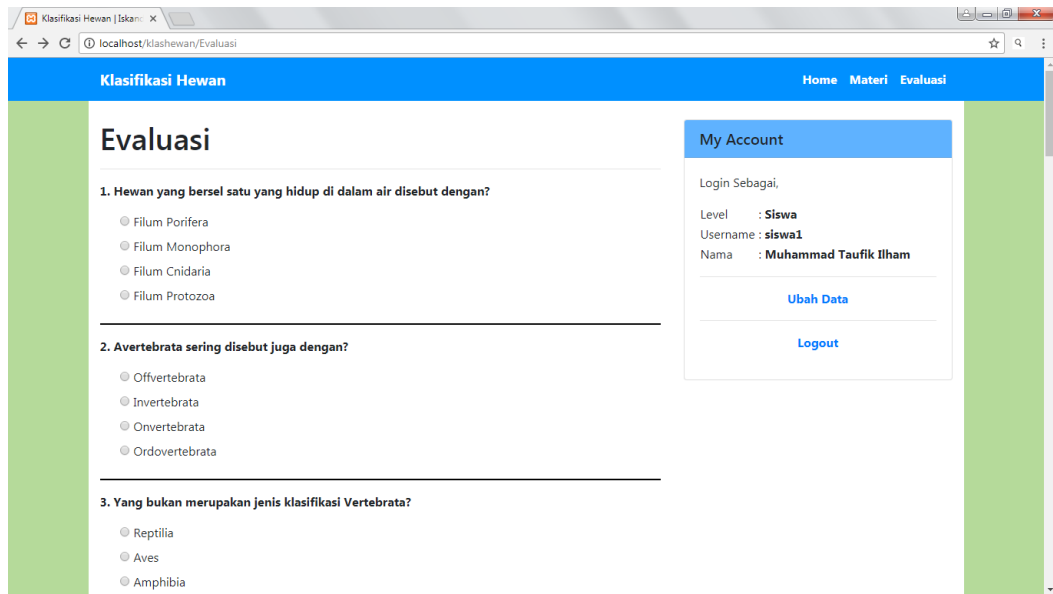 Klasifikasi Hewan | Iskanc
localhost/klashewan/Evaluasi
Klasifikasi Hewan
Home Materi Evaluasi
Evaluasi
1. Hewan yang bersel satu yang hidup di dalam air disebut dengan?
Filum Porifera
Filum Monophora
Filum Cnidaria
Filum Protozoa
2. Avertebrata sering disebut juga dengan?
Offvertebrata
Invertebrata
Onvertebrata
Ordovertebrata
3. Yang bukan merupakan jenis klasifikasi Vertebrata?
Reptilia
Aves
Amphibia
My Account
Login Sebagai,
Level : Siswa
Username : siswa1
Nama : Muhammad Taufik Ilham
Ubah Data
Logout